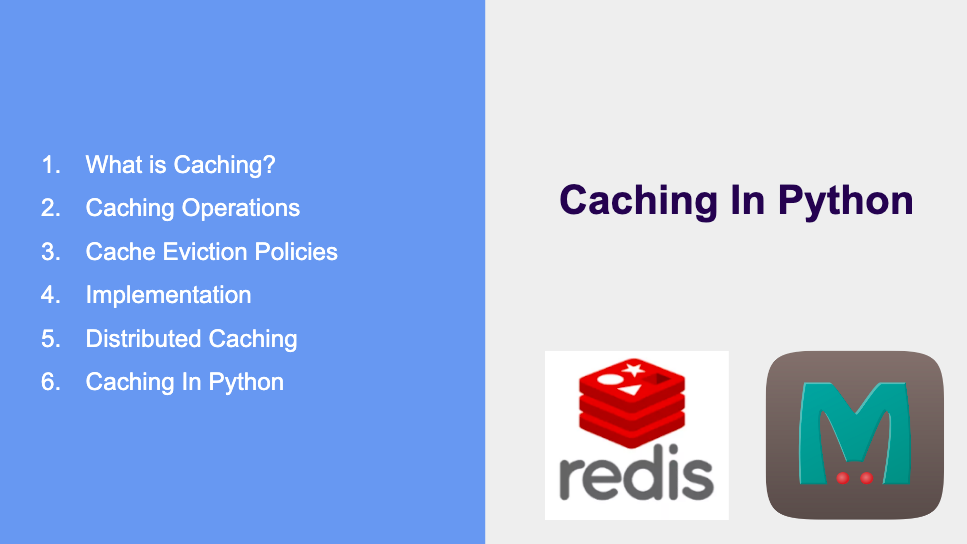 1. What is Caching?
2. Caching Operations
3. Cache Eviction Policies
4. Implementation
5. Distributed Caching
6. Caching In Python
Caching In Python
redis
M